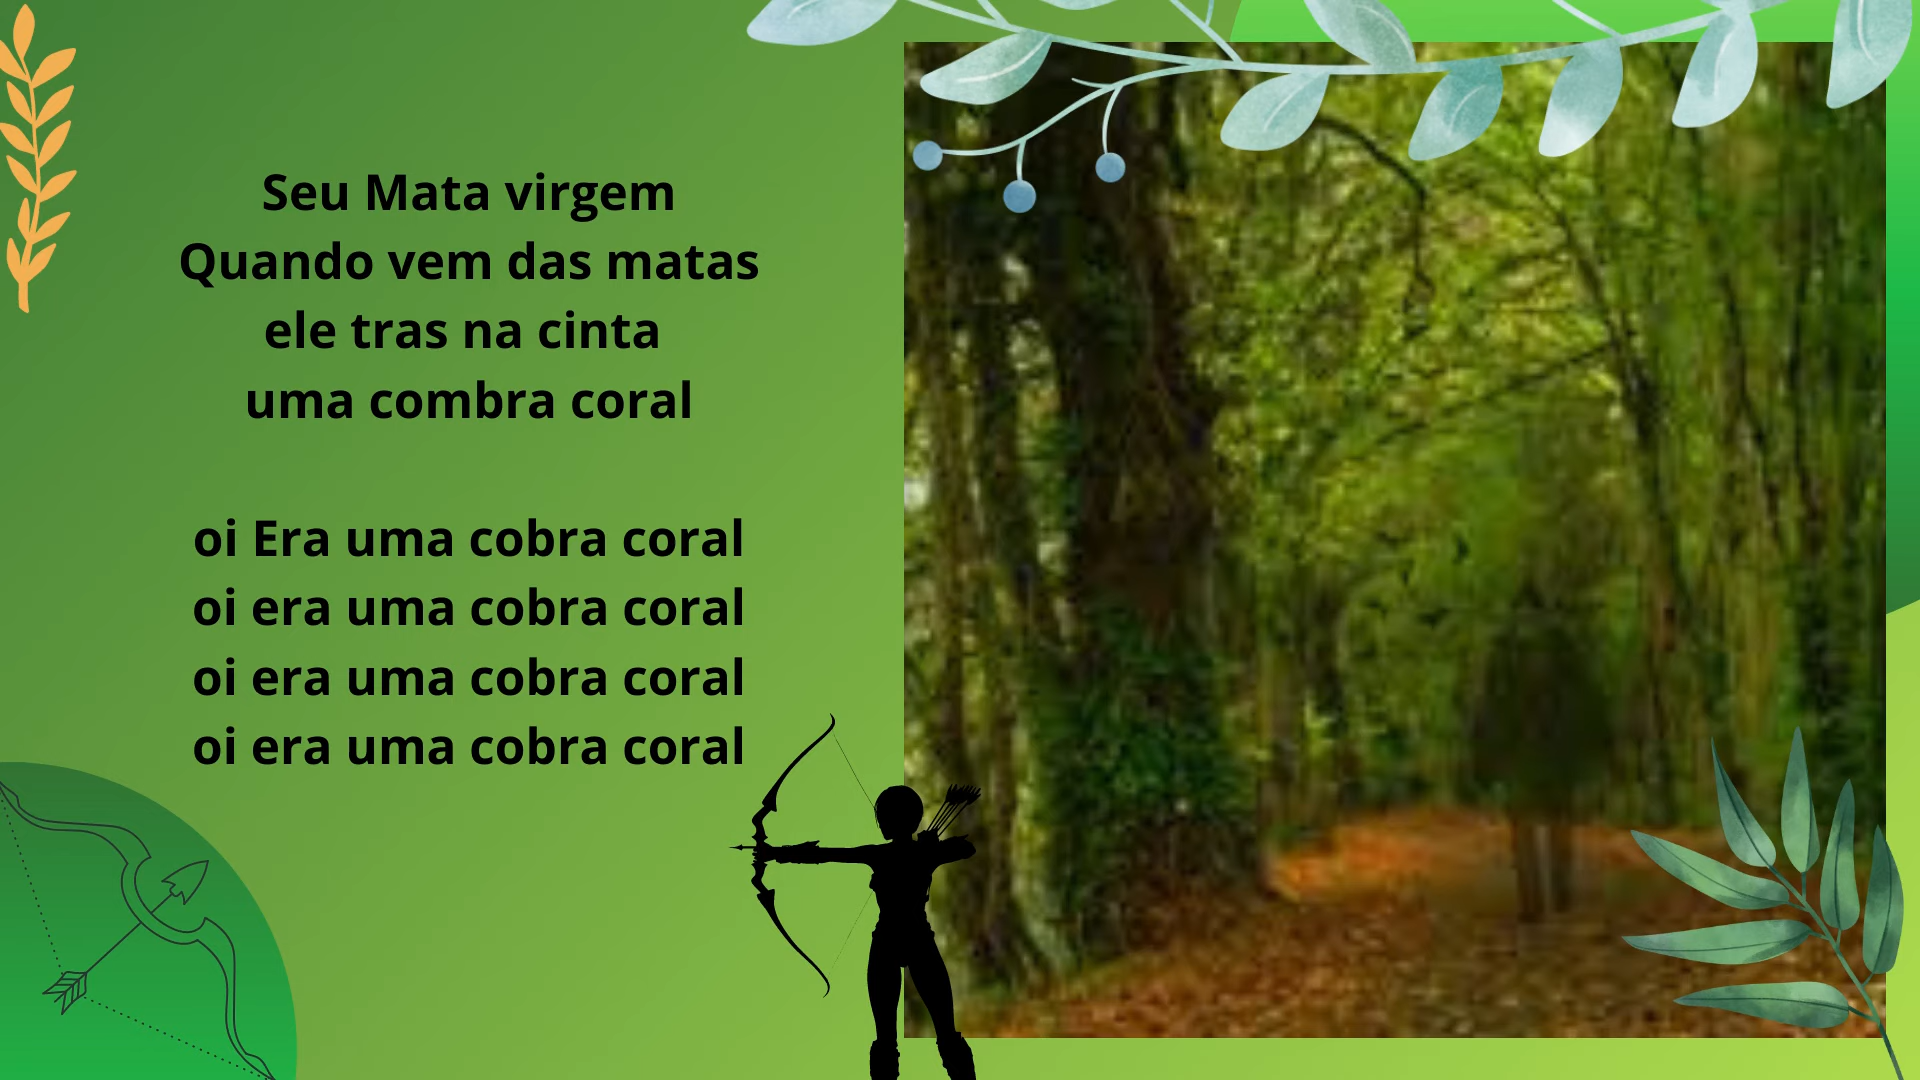 Seu Mata virgem
Quando vem das matas
ele tras na cinta
uma combra coral
oi Era uma cobra coral
oi era uma cobra coral
oi era uma cobra coral
oi era uma cobra coral